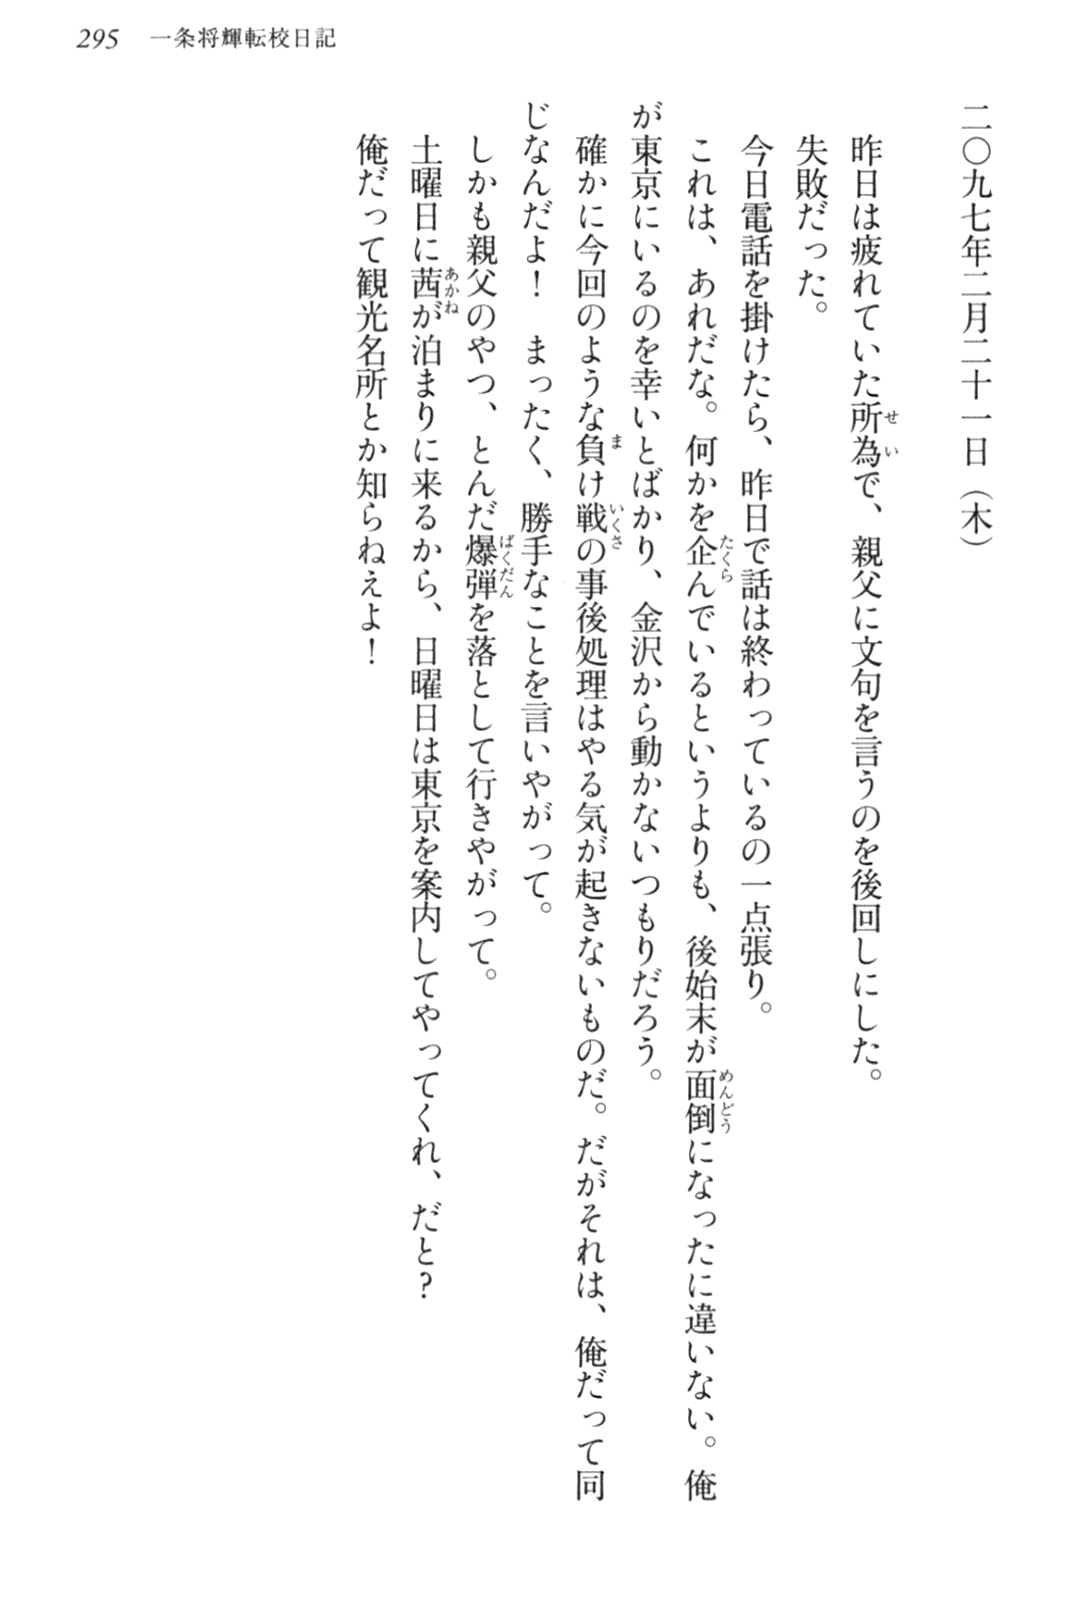 295　一条将輝転校日記
二〇九七年二月二十一日（木）
昨日は疲れていた所為で、親父に文句を言うのを後回しにした。
失敗だった。
今日電話を掛けたら、昨日で話は終わっているの一点張り。
これは、あれだな。何かを企んでいるというよりも、後始末が面倒になったに違いない。俺
が東京にいるのを幸いとばかり、金沢から動かないつもりだろう。
確かに今回のような負け戦の事後処理はやる気が起きないものだ。だがそれは、俺だって同
じなんだよ！　まったく、勝手なことを言いやがって。
しかも親父のやつ、とんだ爆弾を落として行きやがって。
土曜日に茜が泊まりに来るから、日曜日は東京を案内してやってくれ、だと？
俺だって観光名所とか知らねえよ！